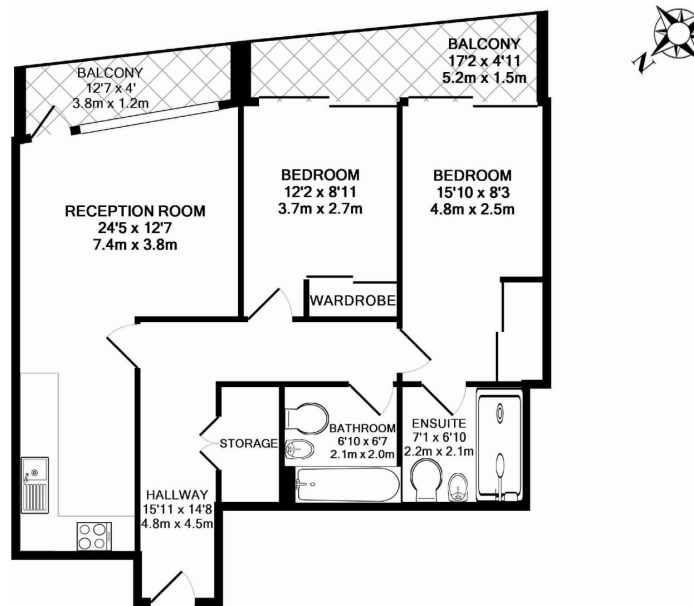 BALCONY
12'7 x 4'
3.8m x 1.2m
BALCONY
17'2 x 4'11
5.2m x 1.5m
N
RECEPTION ROOM
24'5 x 12'7
7.4m x 3.8m
BEDROOM
12'2 x 8'11
3.7m x 2.7m
BEDROOM
15'10 x 8'3
4.8m x 2.5m
WARDROBE
STORAGE
BATHROOM
6'10 x 6'7
2.1m x 2.0m
ENSUITE
7'1 x 6'10
2.2m x 2.1m
HALLWAY
15'11 x 14'8
4.8m x 4.5m